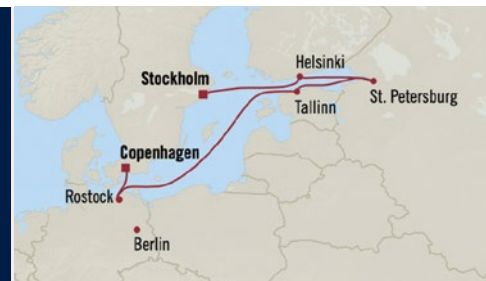 Helsinki
Stockholm
St. Petersburg
Tallinn
Copenhagen
Rostock
Berlin